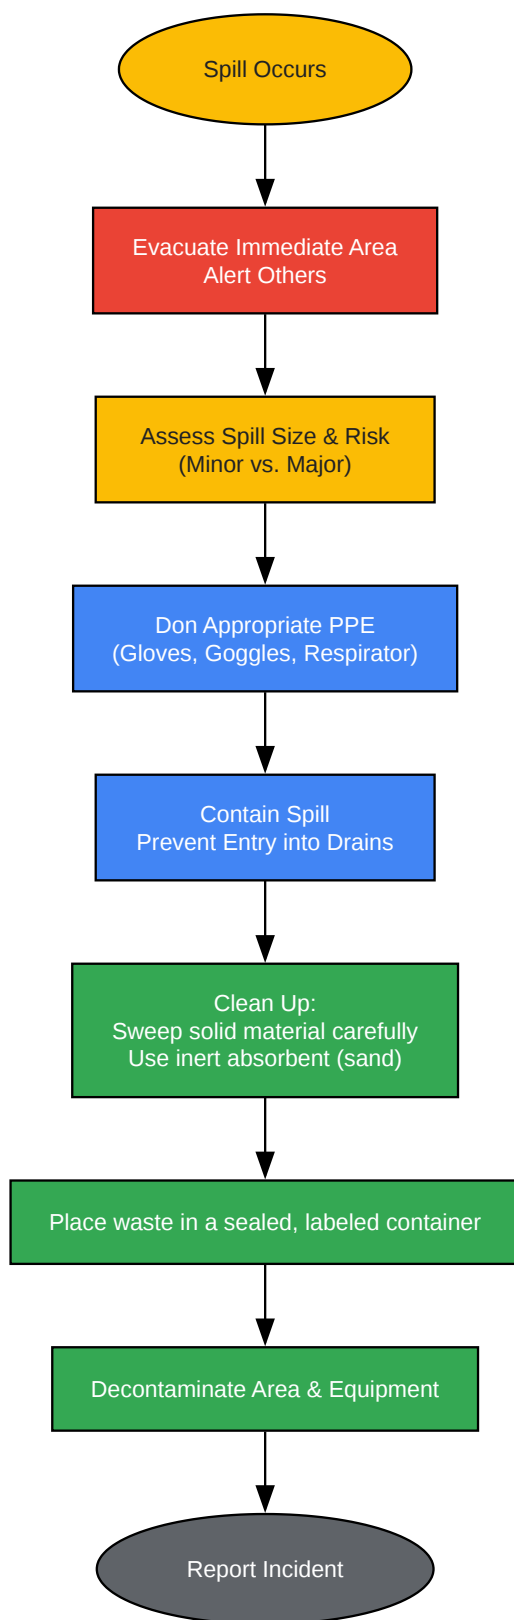 Spill Occurs
Evacuate Immediate Area
Alert Others
Assess Spill Size & Risk
(Minor vs. Major)
Don Appropriate PPE
(Gloves, Goggles, Respirator)
Contain Spill
Prevent Entry into Drains
Clean Up:
Sweep solid material carefully
Use inert absorbent (sand)
Place waste in a sealed, labeled container
Decontaminate Area & Equipment
Report Incident